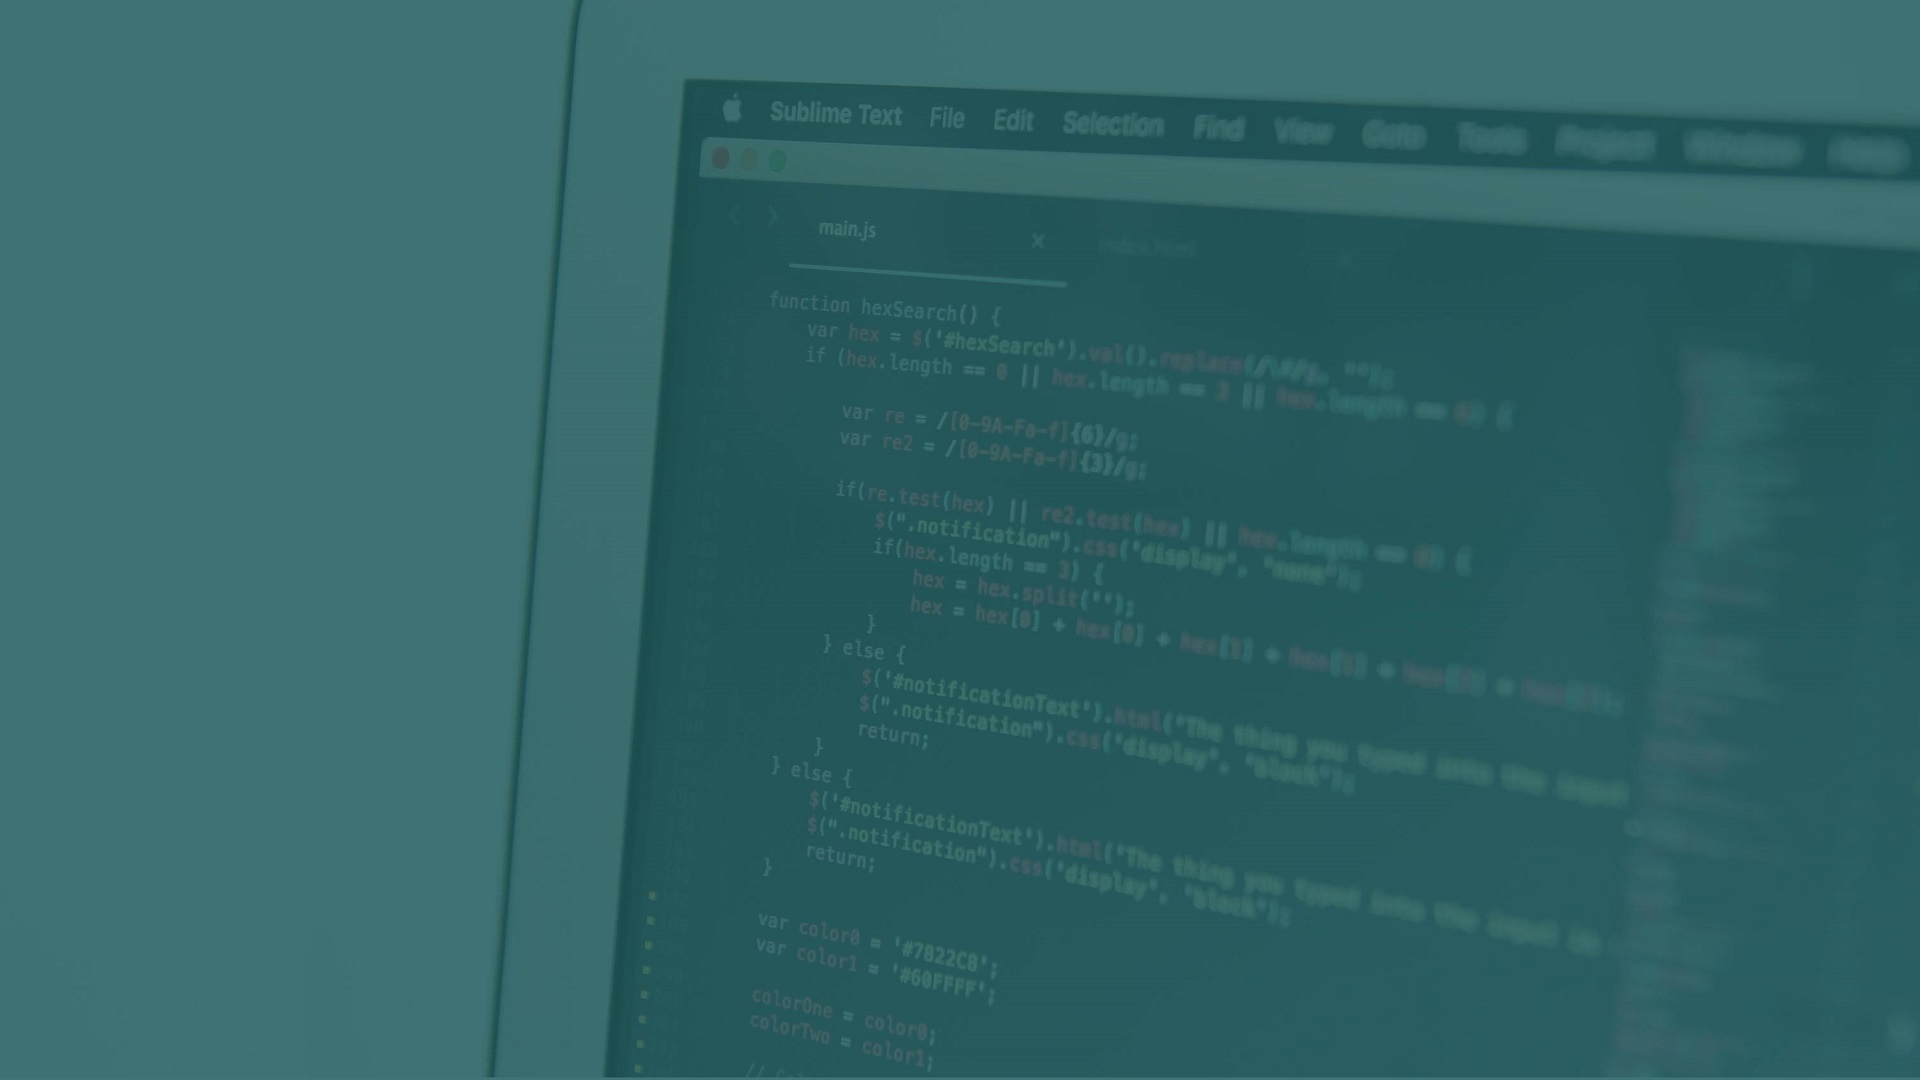 Sublime Text File Edit Selection Find View Goto Tools Project Window Help
main.js × index.html
function hexSearch() {
var hex = $('#hexSearch').val().replace(/\#/g, "");
if (hex.length == 0 || hex.length == 3 || hex.length == 6) {
var re = /[0-9A-Fa-f]{6}/g;
var re2 = /[0-9A-Fa-f]{3}/g;
if(re.test(hex) || re2.test(hex) || hex.length == 0) {
$(".notification").css("display", "none");
if(hex.length == 3) {
hex = hex.split("");
hex = hex[0] + hex[0] + hex[1] + hex[1] + hex[2] + hex[2];
}
} else {
$('#notificationText').html("The thing you typed into the input
$(".notification").css("display", "block");
return;
}
} else {
$('#notificationText').html("The thing you typed into the input
$(".notification").css("display", "block");
return;
}
var color0 = '#7822C8';
var color1 = '#60FFFF';
colorOne = color0;
colorTwo = color1;
//